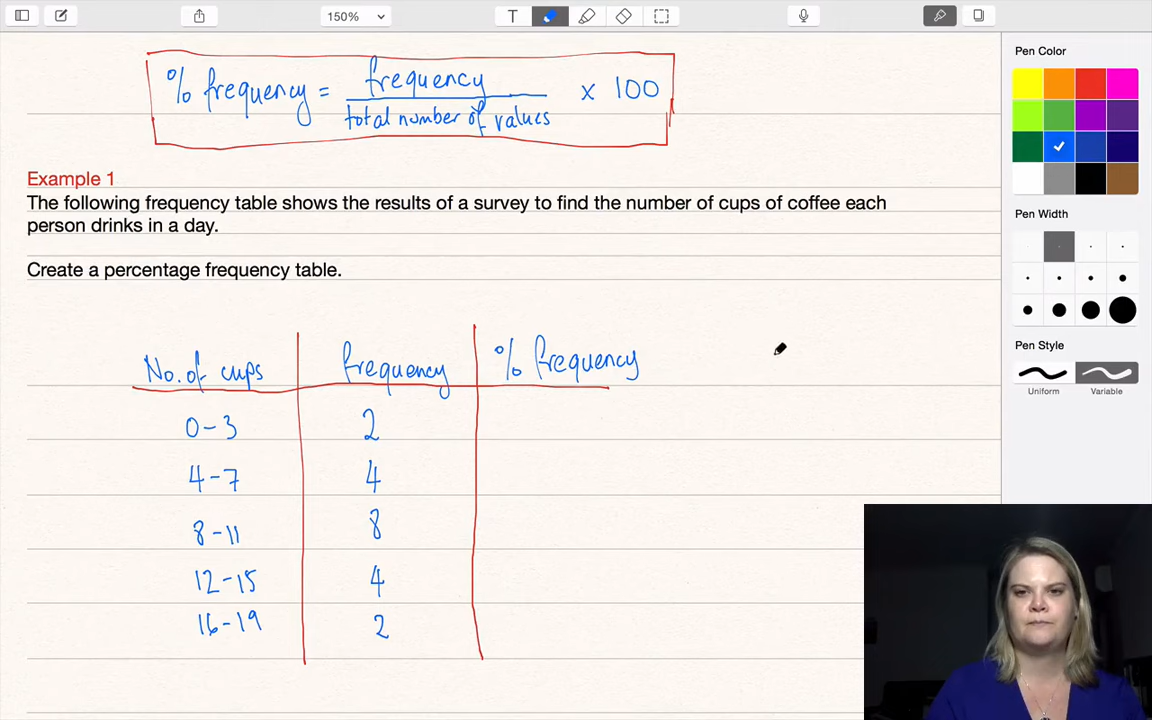 150%
T
% frequency = frequency / total number of values x 100
Example 1
The following frequency table shows the results of a survey to find the number of cups of coffee each
person drinks in a day.
Create a percentage frequency table.
No. of cups frequency % frequency
0-3 2
4-7 4
8-11 8
12-15 4
16-19 2
Pen Color
Pen Width
Pen Style
Uniform Variable